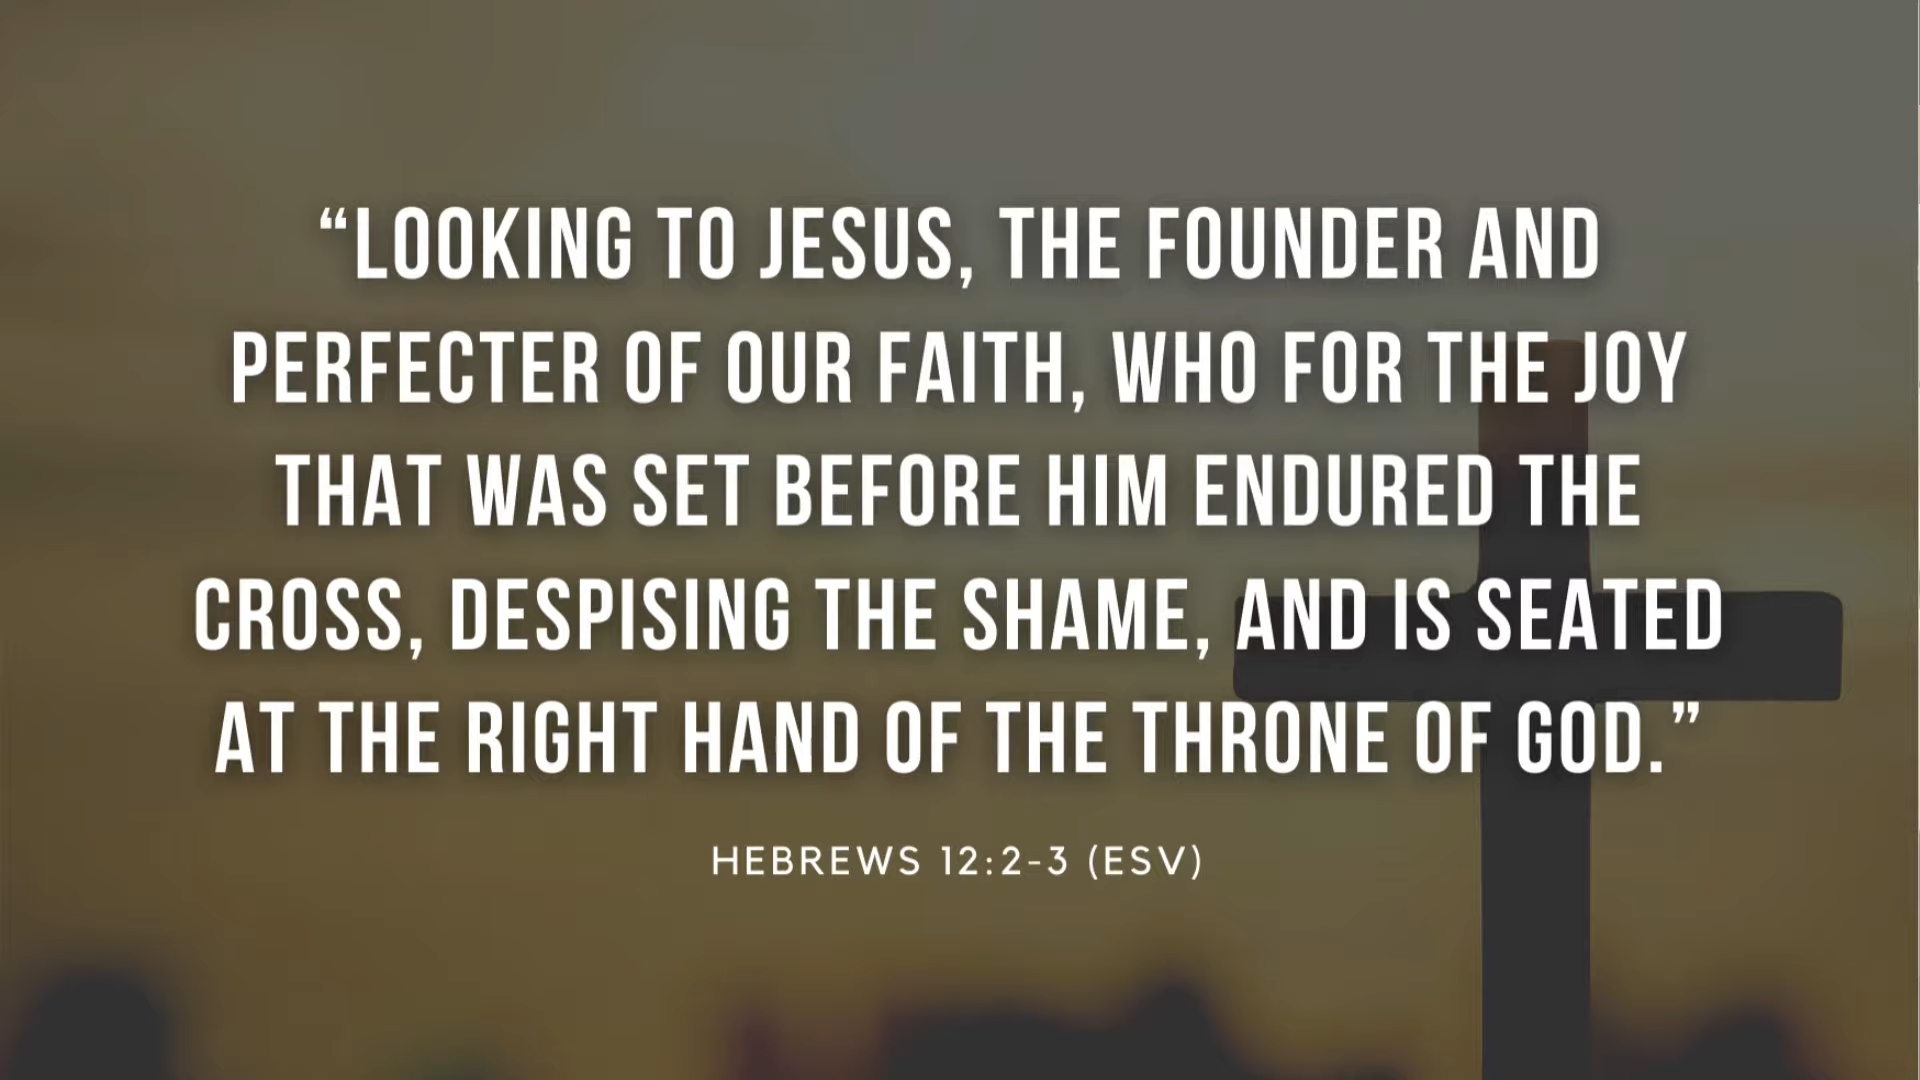 “LOOKING TO JESUS, THE FOUNDER AND
PERFECTER OF OUR FAITH, WHO FOR THE JOY
THAT WAS SET BEFORE HIM ENDURED THE
CROSS, DESPISING THE SHAME, AND IS SEATED
AT THE RIGHT HAND OF THE THRONE OF GOD.”
HEBREWS 12:2-3 (ESV)